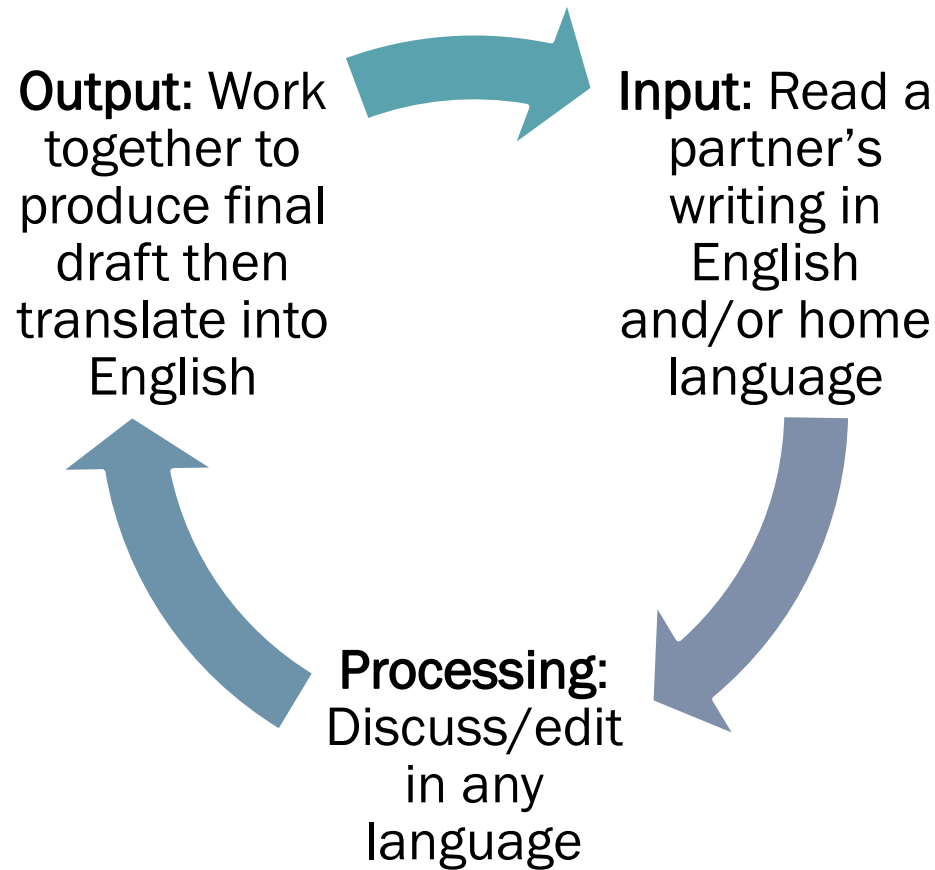 Output: Work
together to
produce final
draft then
translate into
English
Input: Read a
partner’s
writing in
English
and/or home
language
Processing:
Discuss/edit
in any
language